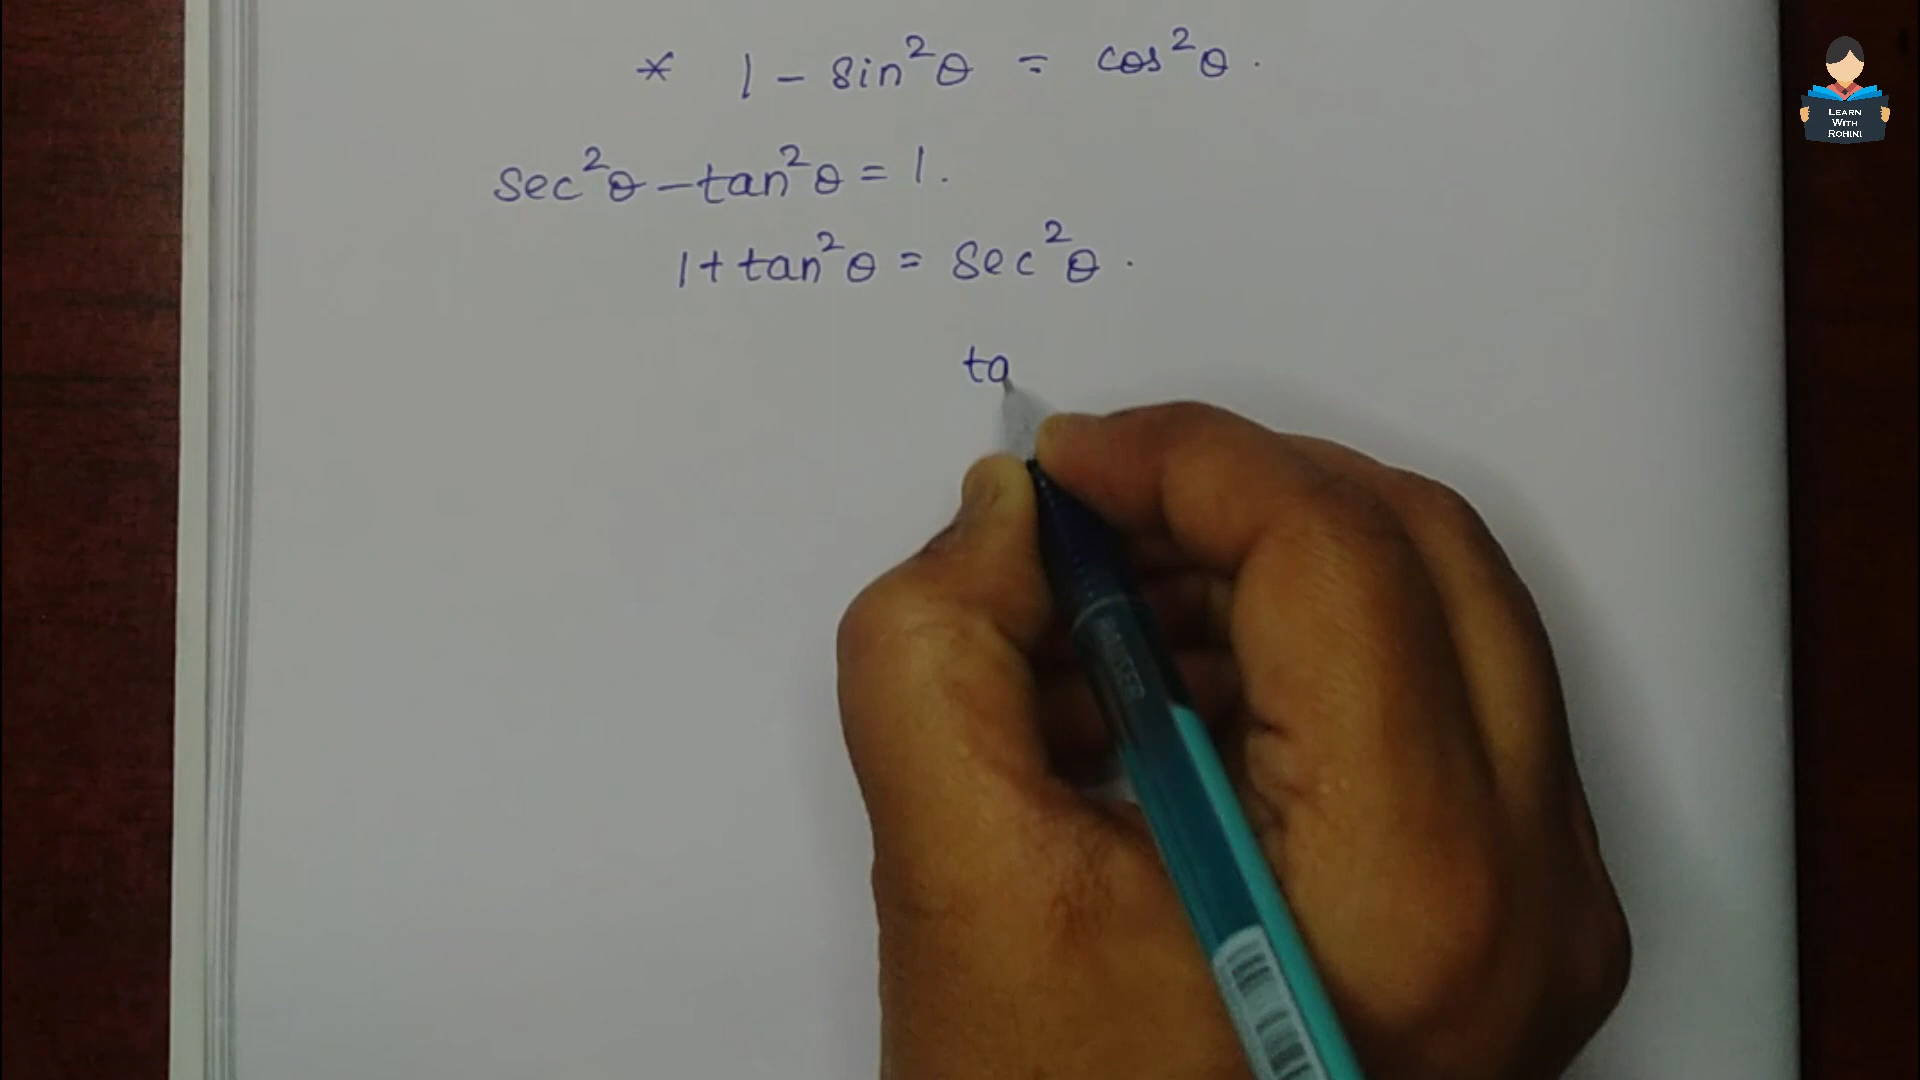 * 1 - sin²θ = cos²θ.
LEARN
WITH
ROHINI
sec²θ - tan²θ = 1.
1 + tan²θ = sec²θ.
ta